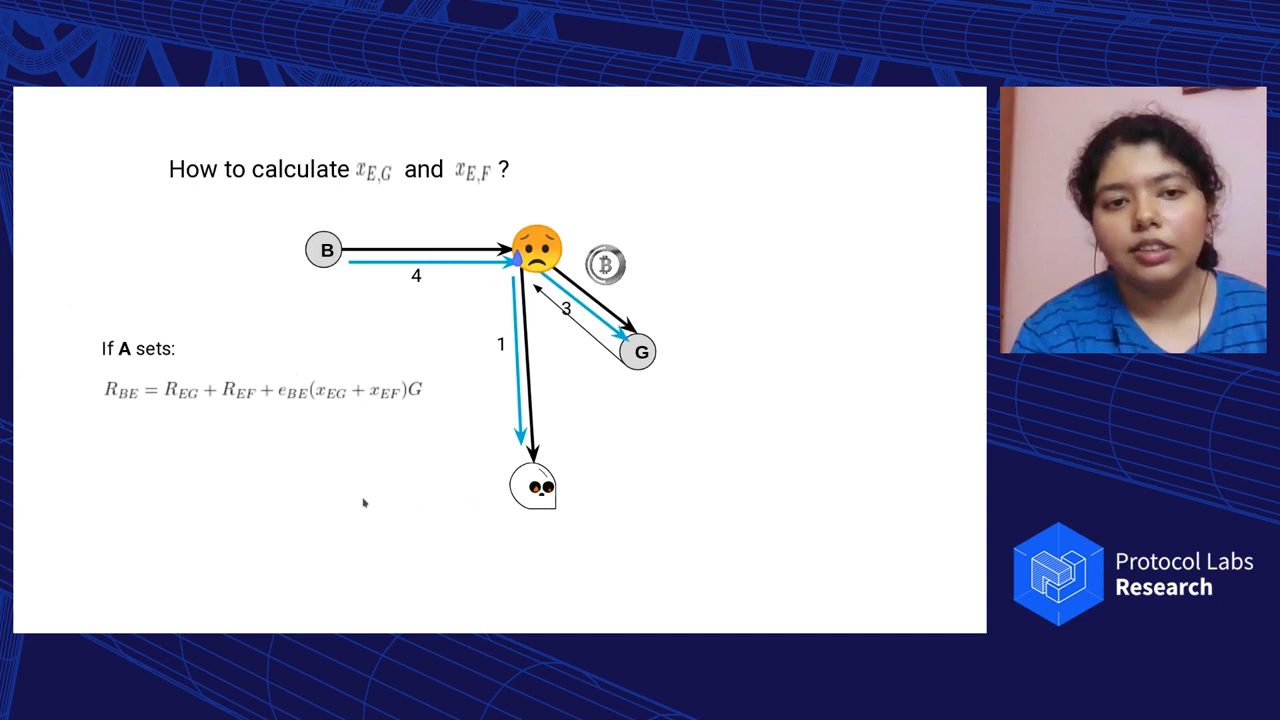 How to calculate x_{E,G} and x_{E,F} ?
B
4
3
1
G
If A sets:
R_{BE} = R_{EG} + R_{EF} + e_{BE}(x_{EG} + x_{EF})G
Protocol Labs
Research